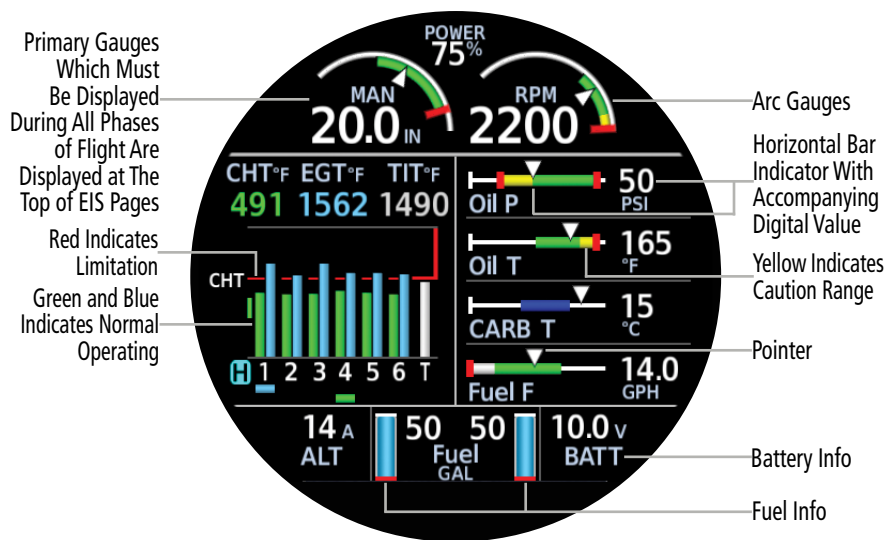 Primary Gauges
Which Must
Be Displayed
During All Phases
of Flight Are
Displayed at The
Top of EIS Pages
Red Indicates
Limitation
Green and Blue
Indicates Normal
Operating
POWER
75%
MAN
20.0 IN
RPM
2200
CHT°F EGT°F TIT°F
491 1562 1490
CHT
H 1 2 3 4 5 6 T
Oil P
50
PSI
Oil T
165
°F
CARB T
15
°C
Fuel F
14.0
GPH
14 A
ALT
50 50
Fuel
GAL
10.0 V
BATT
Arc Gauges
Horizontal Bar
Indicator With
Accompanying
Digital Value
Yellow Indicates
Caution Range
Pointer
Battery Info
Fuel Info